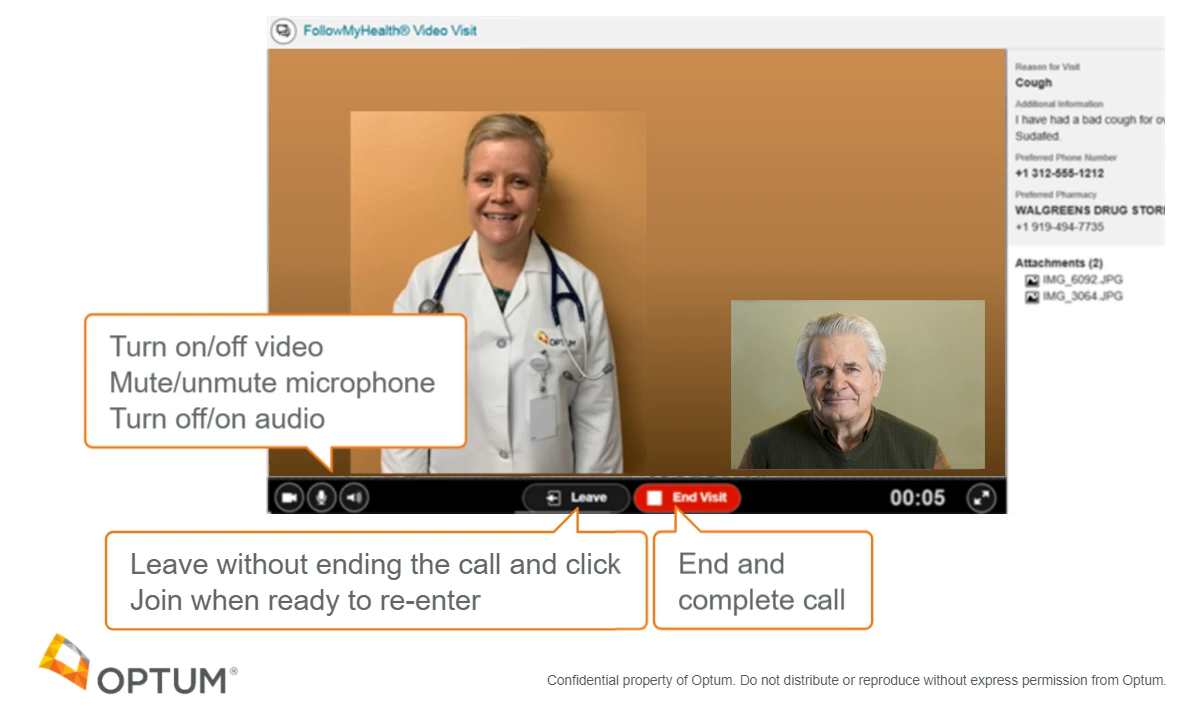 FollowMyHealth® Video Visit
Reason for Visit
Cough
Additional Information
I have had a bad cough for
Sudafed.
Preferred Phone Number
+1 312-555-1212
Preferred Pharmacy
WALGREENS DRUG STOR
+1 919-494-7735
Attachments (2)
IMG_6092.JPG
IMG_3064.JPG
OPTUM
Turn on/off video
Mute/unmute microphone
Turn off/on audio
Leave
End Visit
00:05
Leave without ending the call and click
Join when ready to re-enter
End and
complete call
OPTUM®
Confidential property of Optum. Do not distribute or reproduce without express permission from Optum.